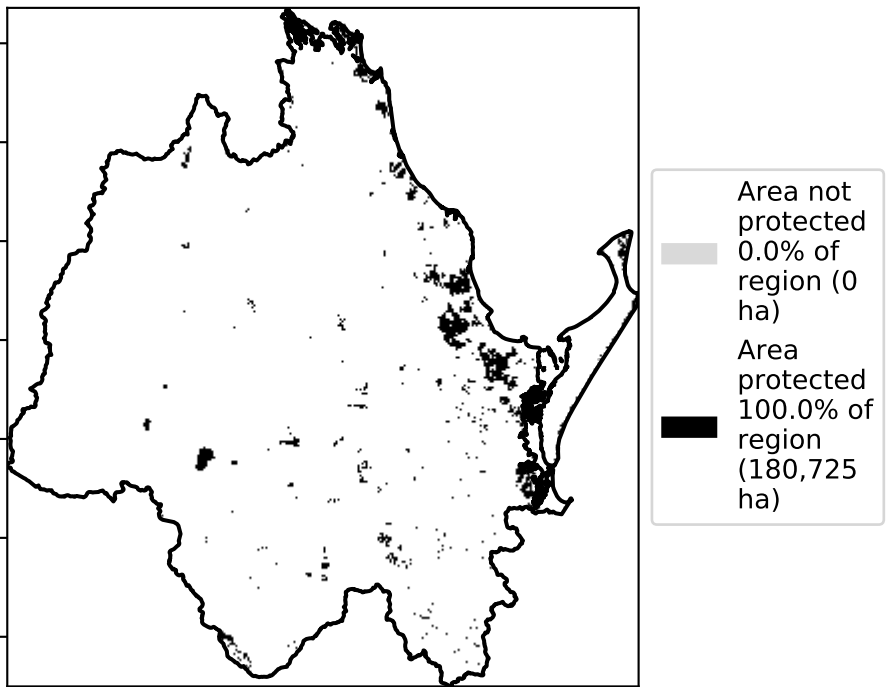 Area not
protected
0.0% of
region (0
ha)
Area
protected
100.0% of
region
(180,725
ha)